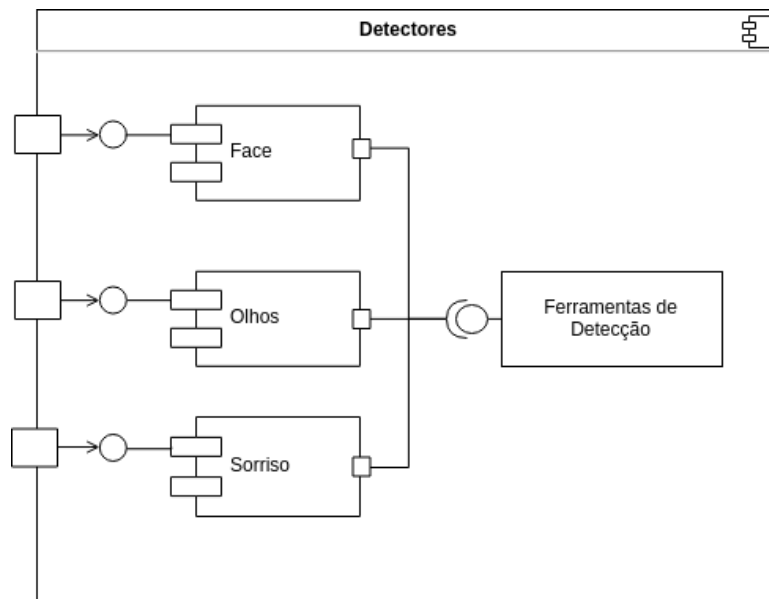 Detectores
Face
Olhos
Ferramentas de
Detecção
Sorriso